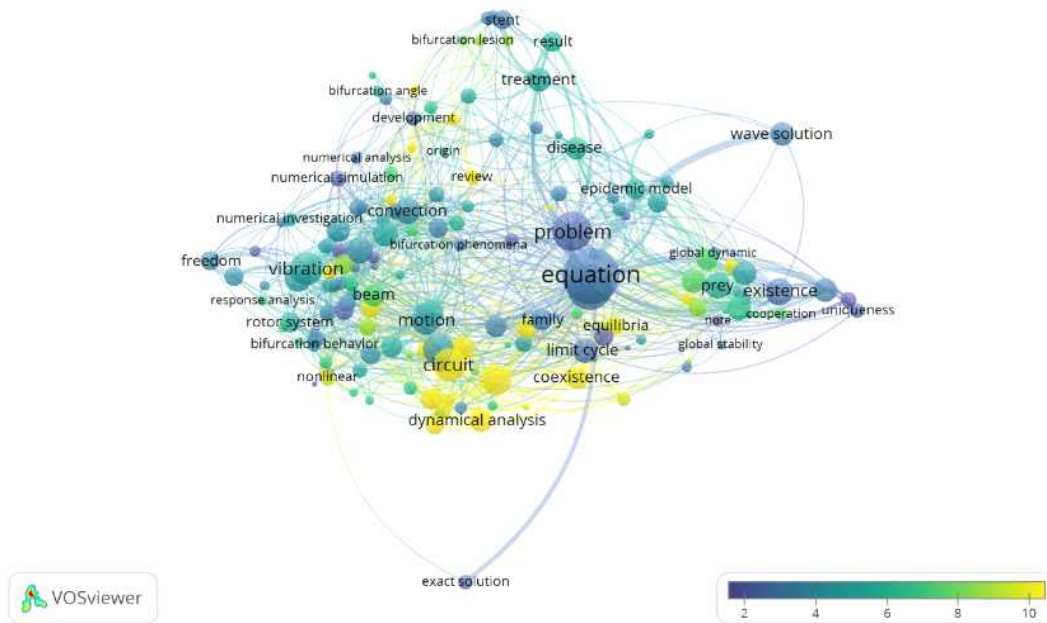 stent
bifurcation lesion
result
treatment
bifurcation angle
development
wave solution
origin
disease
numerical analysis
numerical simulation
review
epidemic model
convection
numerical investigation
problem
bifurcation phenomena
global dynamic
freedom
vibration
equation
prey
existence
beam
response analysis
uniqueness
cooperation
rotor system
motion
family
equilibria
note
bifurcation behavior
limit cycle
global stability
circuit
nonlinear
coexistence
dynamical analysis
exact solution
VOSviewer
2 4 6 8 10